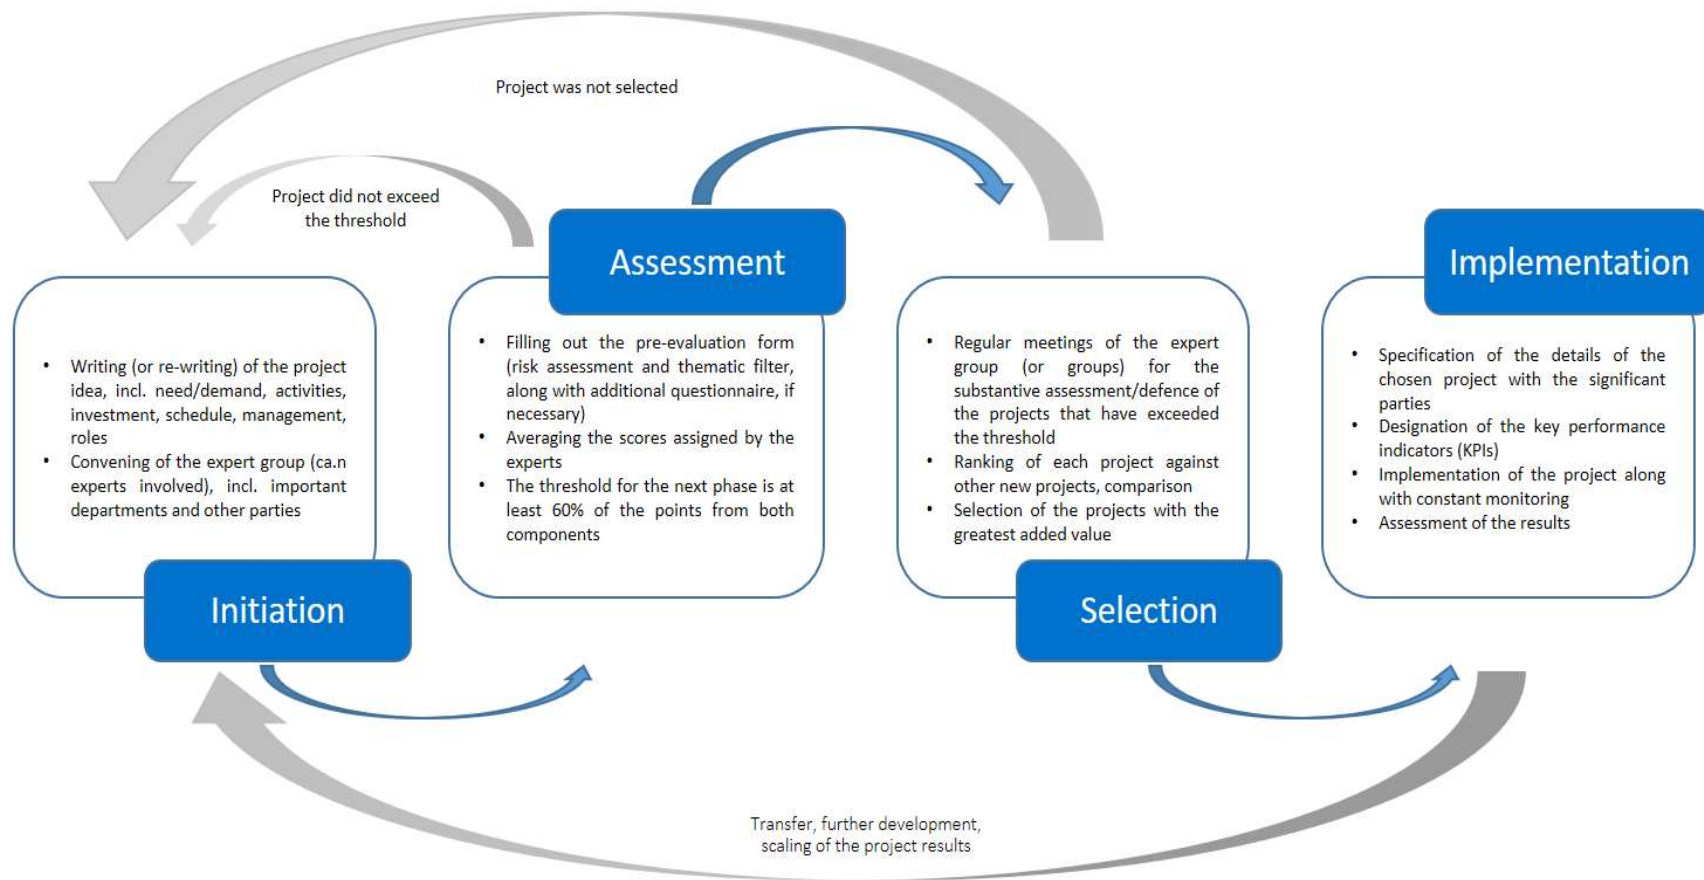 Project was not selected
Project did not exceed
the threshold
Assessment
Implementation
• Writing (or re-writing) of the project
idea, incl. need/demand, activities,
investment, schedule, management,
roles
• Convening of the expert group (ca.n
experts involved), incl. important
departments and other parties
Initiation
• Filling out the pre-evaluation form
(risk assessment and thematic filter,
along with additional questionnaire, if
necessary)
• Averaging the scores assigned by the
experts
• The threshold for the next phase is at
least 60% of the points from both
components
• Regular meetings of the expert
group (or groups) for the
substantive assessment/defence of
the projects that have exceeded
the threshold
• Ranking of each project against
other new projects, comparison
• Selection of the projects with the
greatest added value
Selection
• Specification of the details of the
chosen project with the significant
parties
• Designation of the key performance
indicators (KPIs)
• Implementation of the project along
with constant monitoring
• Assessment of the results
Transfer, further development,
scaling of the project results